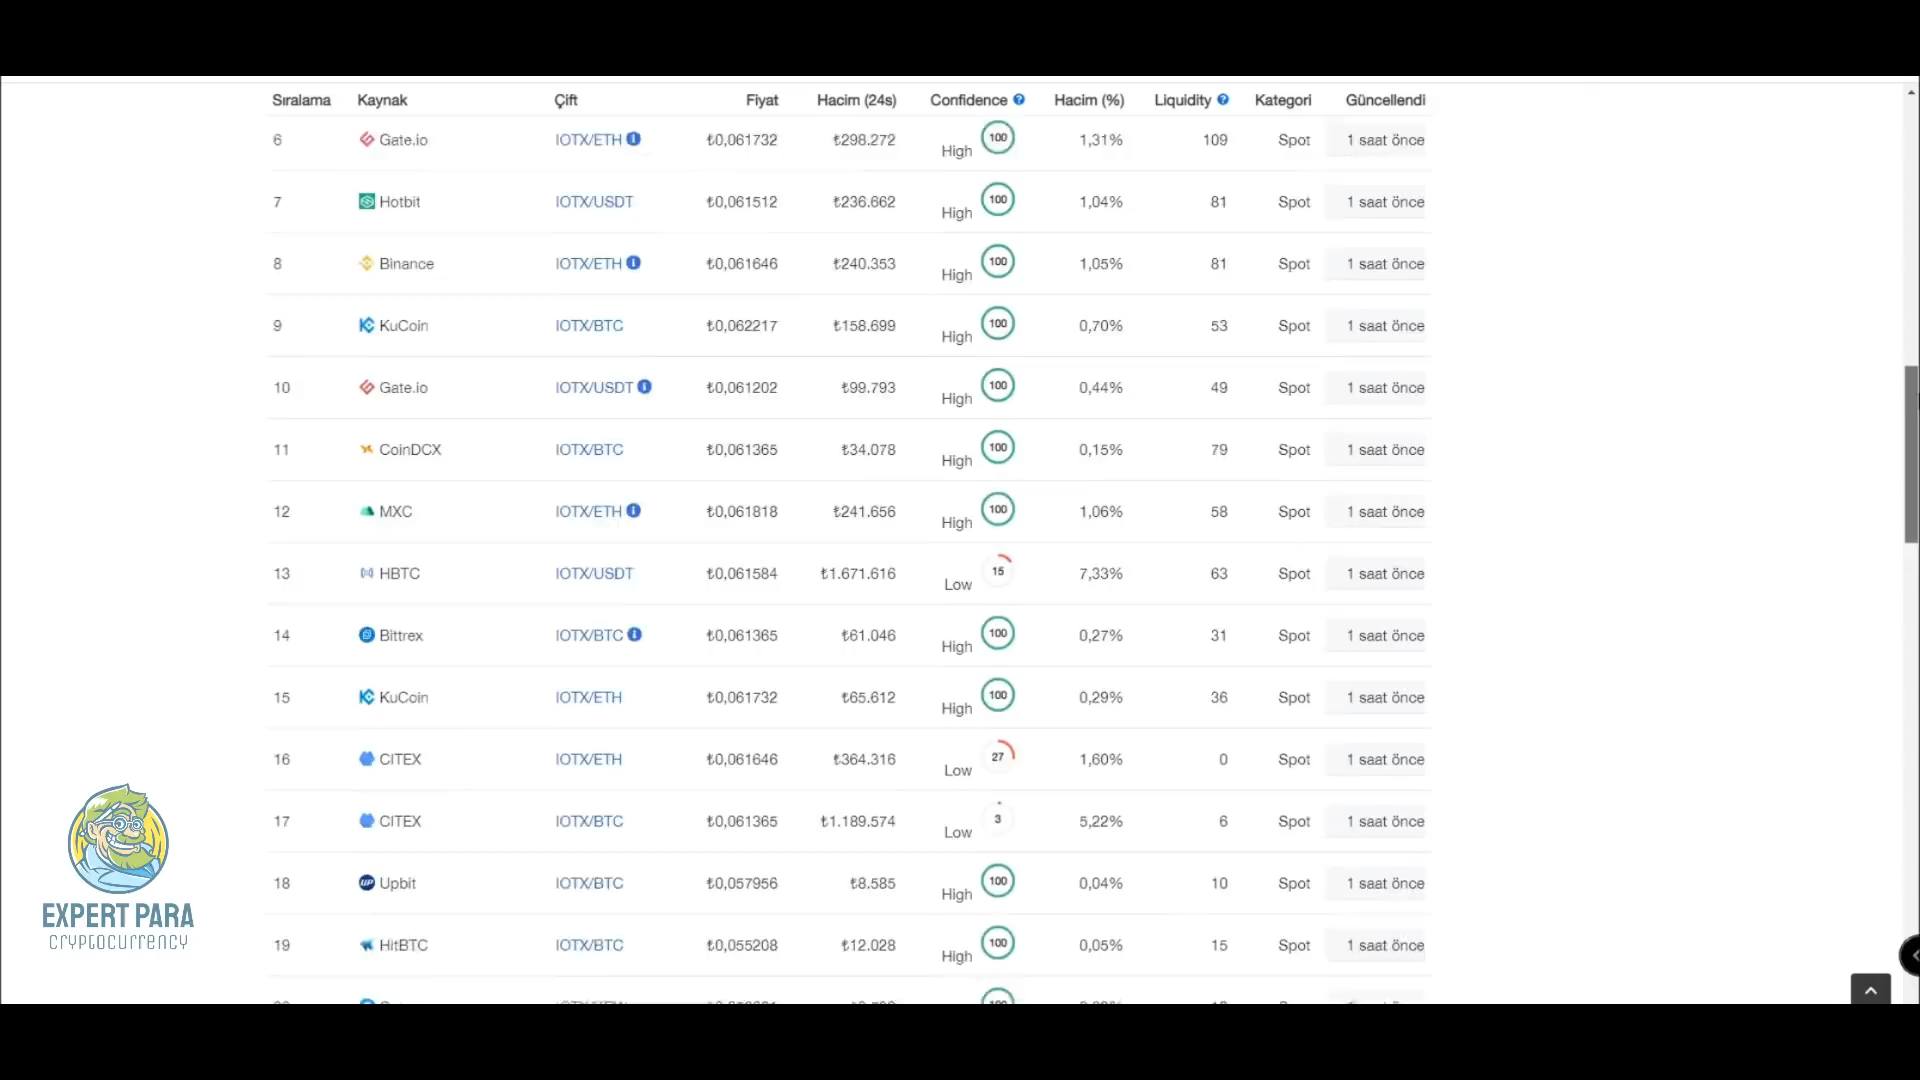 Sıralama Kaynak Çift Fiyat Hacim (24s) Confidence Hacim (%) Liquidity Kategori Güncellendi
6 Gate.io IOTX/ETH ₺0,061732 ₺298.272 High 100 1,31% 109 Spot 1 saat önce
7 Hotbit IOTX/USDT ₺0,061512 ₺236.662 High 100 1,04% 81 Spot 1 saat önce
8 Binance IOTX/ETH ₺0,061646 ₺240.353 High 100 1,05% 81 Spot 1 saat önce
9 KuCoin IOTX/BTC ₺0,062217 ₺158.699 High 100 0,70% 53 Spot 1 saat önce
10 Gate.io IOTX/USDT ₺0,061202 ₺99.793 High 100 0,44% 49 Spot 1 saat önce
11 CoinDCX IOTX/BTC ₺0,061365 ₺34.078 High 100 0,15% 79 Spot 1 saat önce
12 MXC IOTX/ETH ₺0,061818 ₺241.656 High 100 1,06% 58 Spot 1 saat önce
13 HBTC IOTX/USDT ₺0,061584 ₺1.671.616 Low 15 7,33% 63 Spot 1 saat önce
14 Bittrex IOTX/BTC ₺0,061365 ₺61.046 High 100 0,27% 31 Spot 1 saat önce
15 KuCoin IOTX/ETH ₺0,061732 ₺65.612 High 100 0,29% 36 Spot 1 saat önce
16 CITEX IOTX/ETH ₺0,061646 ₺364.316 Low 27 1,60% 0 Spot 1 saat önce
17 CITEX IOTX/BTC ₺0,061365 ₺1.189.574 Low 3 5,22% 6 Spot 1 saat önce
18 Upbit IOTX/BTC ₺0,057956 ₺8.585 High 100 0,04% 10 Spot 1 saat önce
19 HitBTC IOTX/BTC ₺0,055208 ₺12.028 High 100 0,05% 15 Spot 1 saat önce
EXPERT PARA
CRYPTOCURRENCY